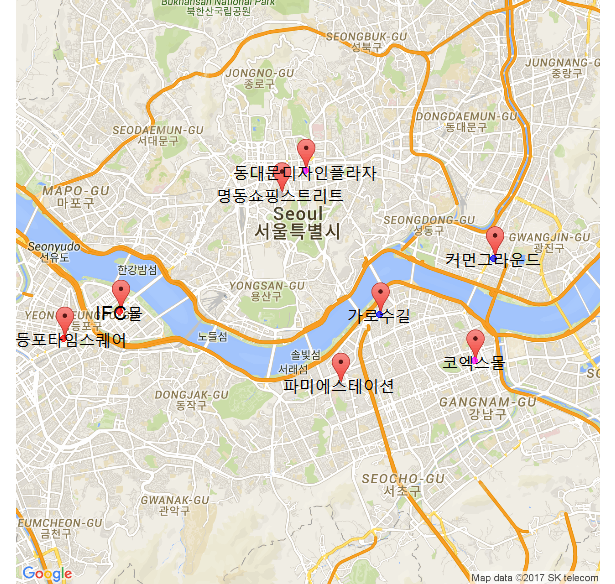 Bukhansan National Park
북한산국립공원
SEONGBUK-GU
성북구
JUNGNANG-
중랑구
JONGNO-GU
종로구
DONGDAEMUN-GU
동대문구
SEODAEMUN-GU
서대문구
동대문디자인플라자
MAPO-GU
마포구
명동쇼핑스트리트
Seoul
서울특별시
SEONGDONG-GU
성동구
GWANGJIN-GU
광진구
Seonyudo
선유도
커먼그라운드
한강밤섬
YONGSAN-GU
용산구
IFC몰
가로수길
등포구
노들섬
등포타임스퀘어
솔빛섬
서래섬
코엑스몰
파미에스테이션
DONGJAK-GU
동작구
GANGNAM-GU
강남구
SEOCHO-GU
서초구
GWANAK-GU
관악구
EUMCHEON-GU
금천구
Google
Map data ©2017 SK telecom